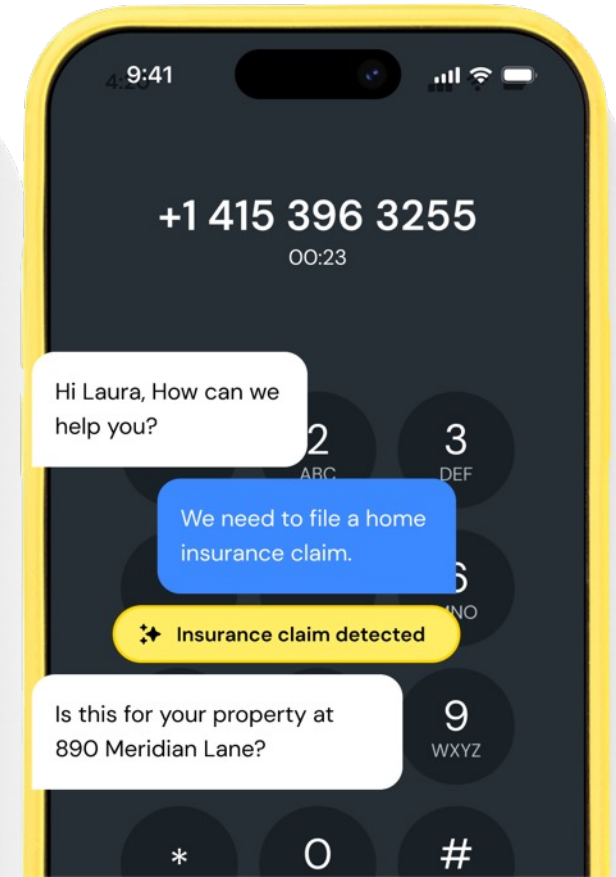 9:41
4:20
+1 415 396 3255
00:23
Hi Laura, How can we
help you?
2
ABC
3
DEF
We need to file a home
insurance claim.
6
MNO
Insurance claim detected
Is this for your property at
890 Meridian Lane?
9
WXYZ
*
0
#